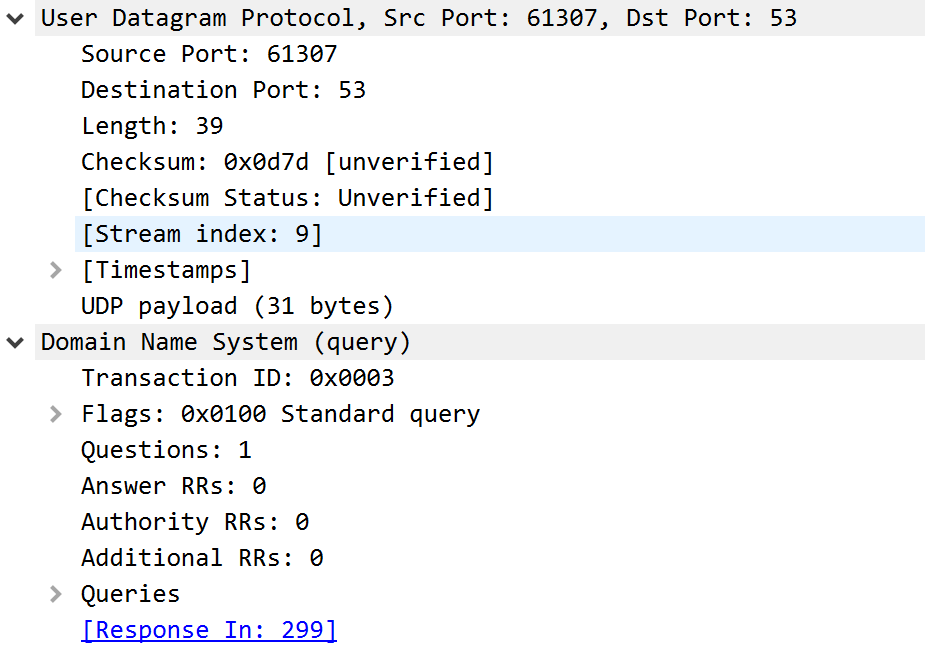 User Datagram Protocol, Src Port: 61307, Dst Port: 53
Source Port: 61307
Destination Port: 53
Length: 39
Checksum: 0x0d7d [unverified]
[Checksum Status: Unverified]
[Stream index: 9]
[Timestamps]
UDP payload (31 bytes)
Domain Name System (query)
Transaction ID: 0x0003
Flags: 0x0100 Standard query
Questions: 1
Answer RRs: 0
Authority RRs: 0
Additional RRs: 0
Queries
[Response In: 299]